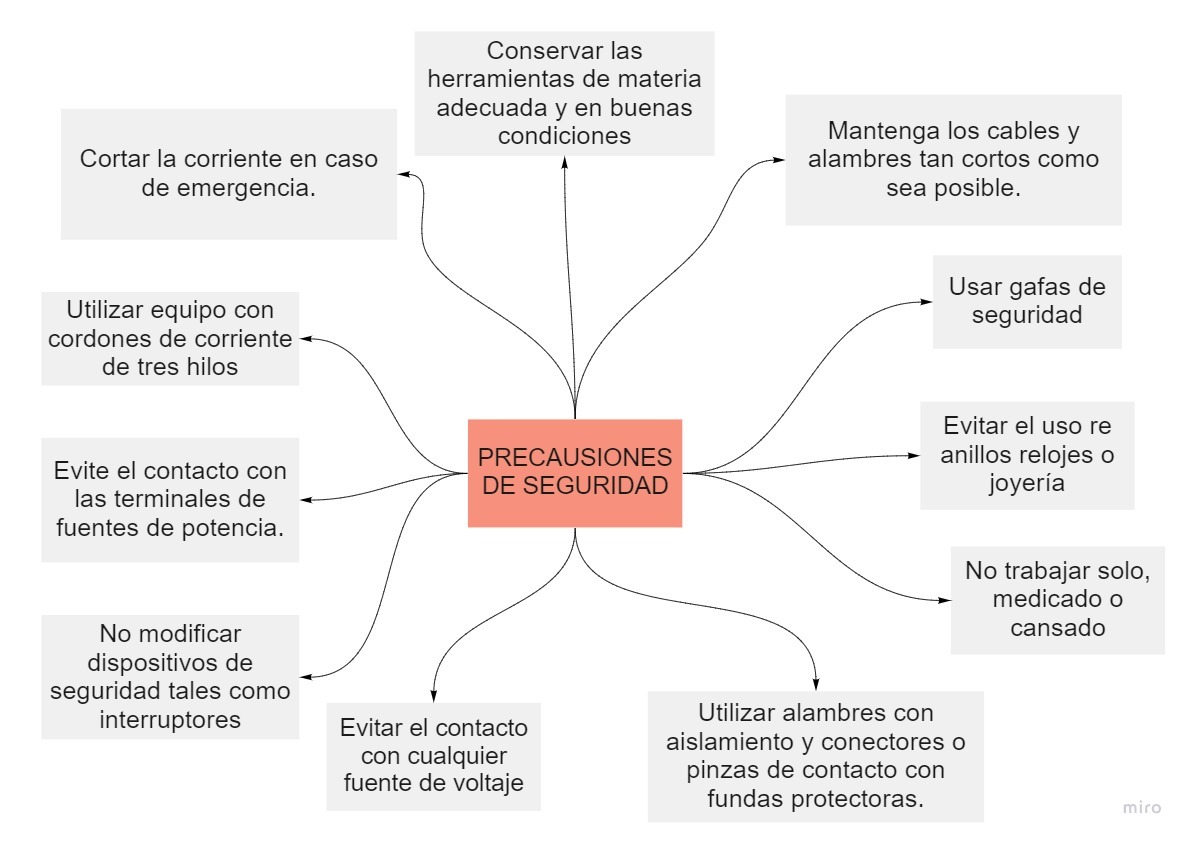 Conservar las
herramientas de materia
adecuada y en buenas
condiciones
Cortar la corriente en caso
de emergencia.
Mantenga los cables y
alambres tan cortos como
sea posible.
Usar gafas de
seguridad
Utilizar equipo con
cordones de corriente
de tres hilos
Evitar el uso re
anillos relojes o
joyería
PRECAUSIONES
DE SEGURIDAD
Evite el contacto con
las terminales de
fuentes de potencia.
No trabajar solo,
medicado o
cansado
No modificar
dispositivos de
seguridad tales como
interruptores
Evitar el contacto
con cualquier
fuente de voltaje
Utilizar alambres con
aislamiento y conectores o
pinzas de contacto con
fundas protectoras.
miro